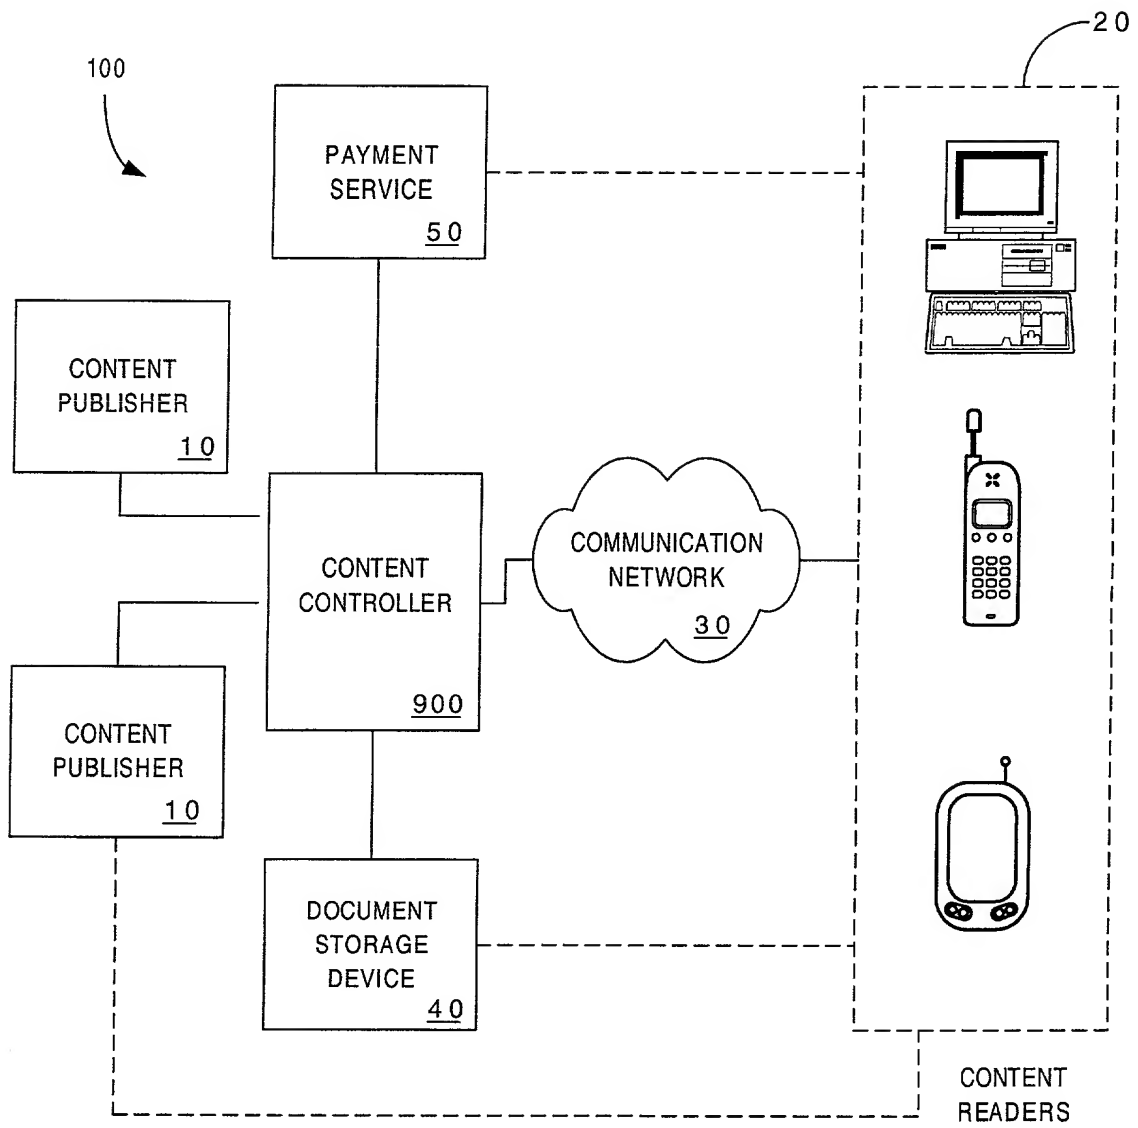 20
100
PAYMENT
SERVICE
50
CONTENT
PUBLISHER
10
CONTENT
CONTROLLER
900
COMMUNICATION
NETWORK
30
CONTENT
PUBLISHER
10
DOCUMENT
STORAGE
DEVICE
40
CONTENT
READERS